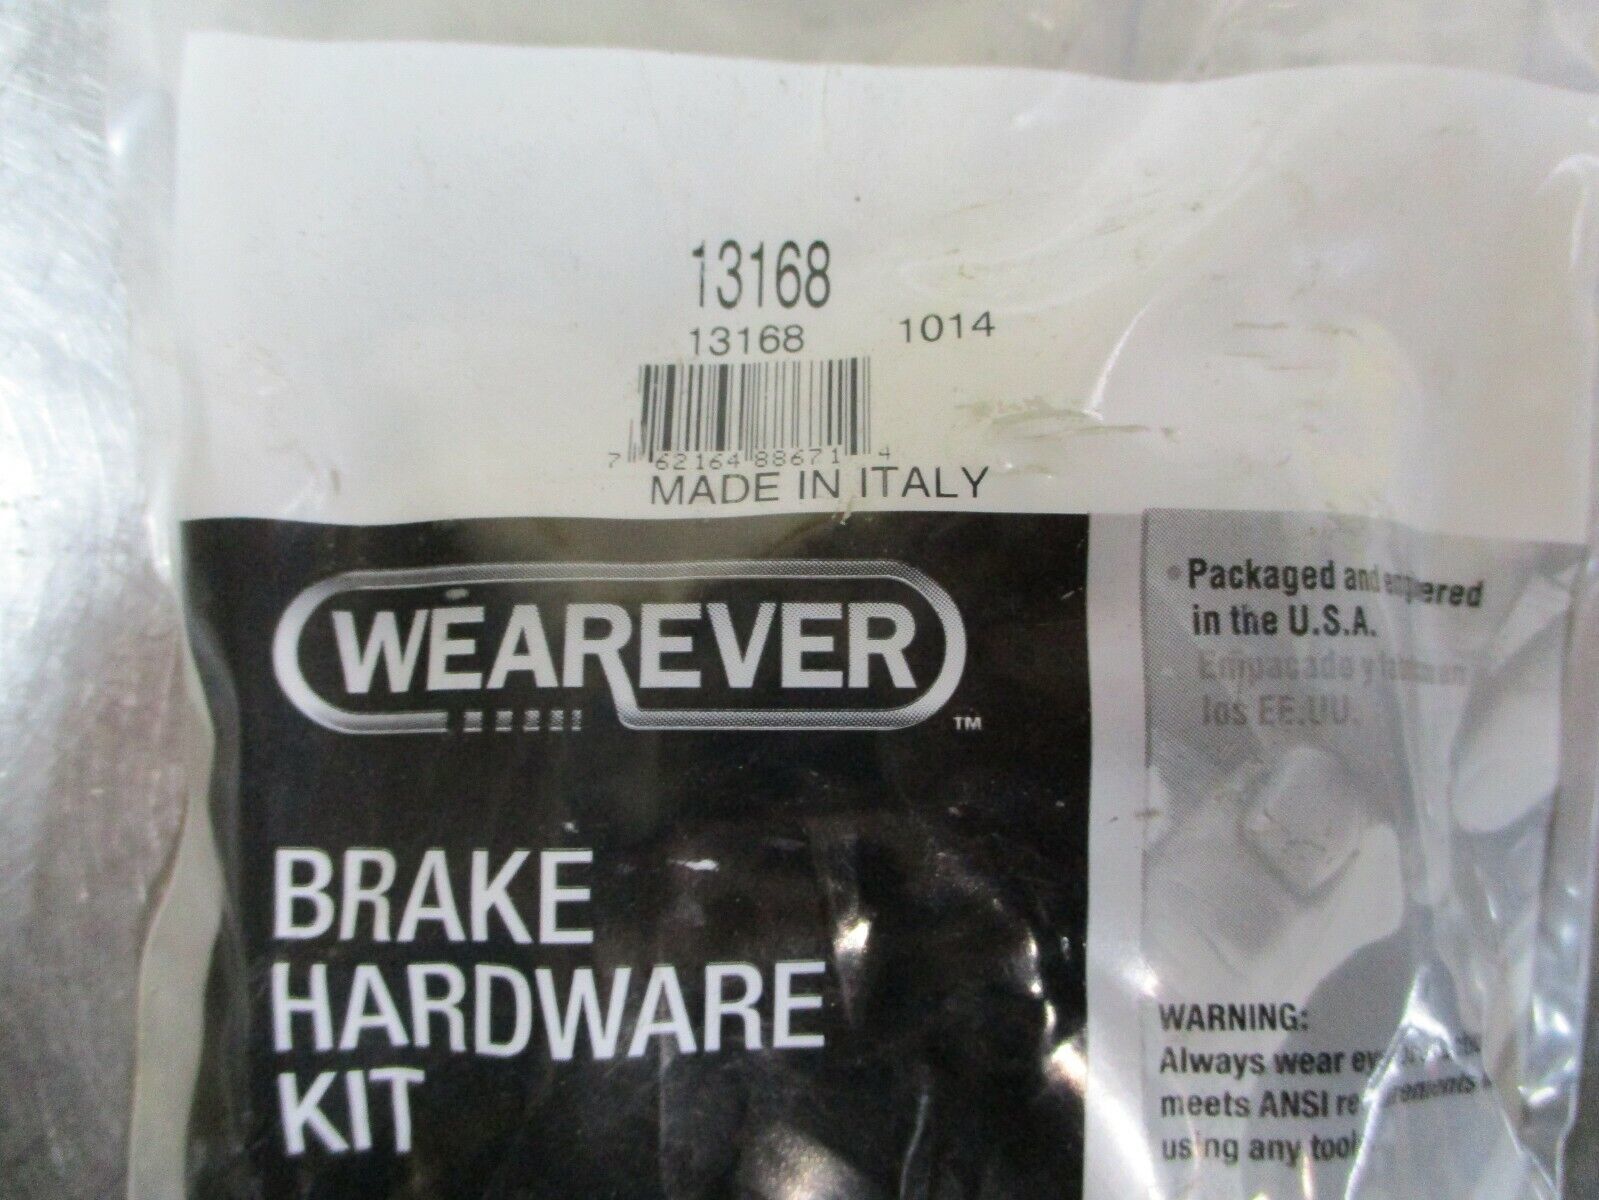 13168
13168 1014
7 62164 88671 4
MADE IN ITALY
WEAREVER
™
BRAKE
HARDWARE
KIT
• Packaged and
in the U.S.A.
Empacado y
los EE.UU.
WARNING:
Always wear
meets ANSI
using any